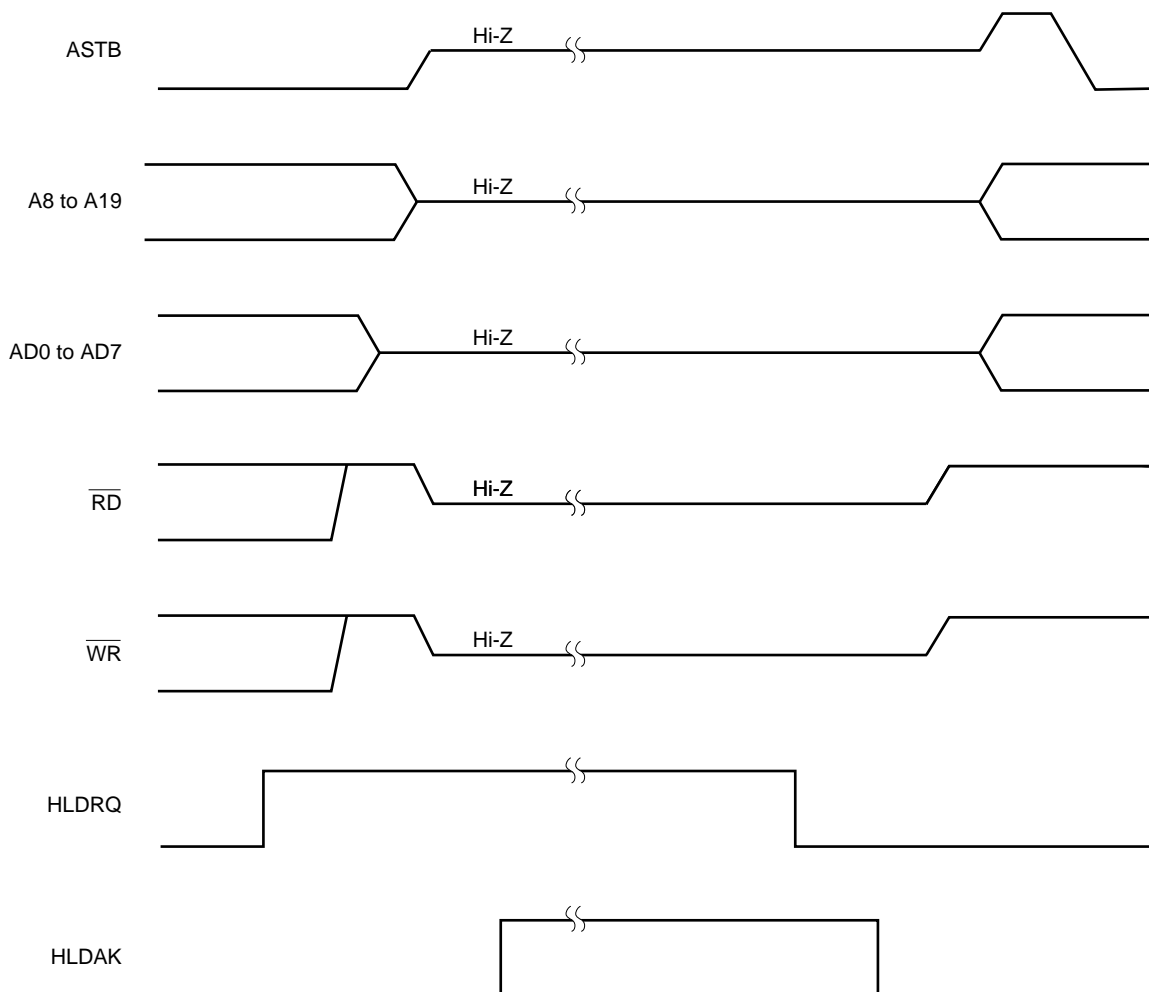 ASTB
Hi-Z
A8 to A19
Hi-Z
AD0 to AD7
Hi-Z
RD
Hi-Z
WR
Hi-Z
HLDRQ
HLDAK